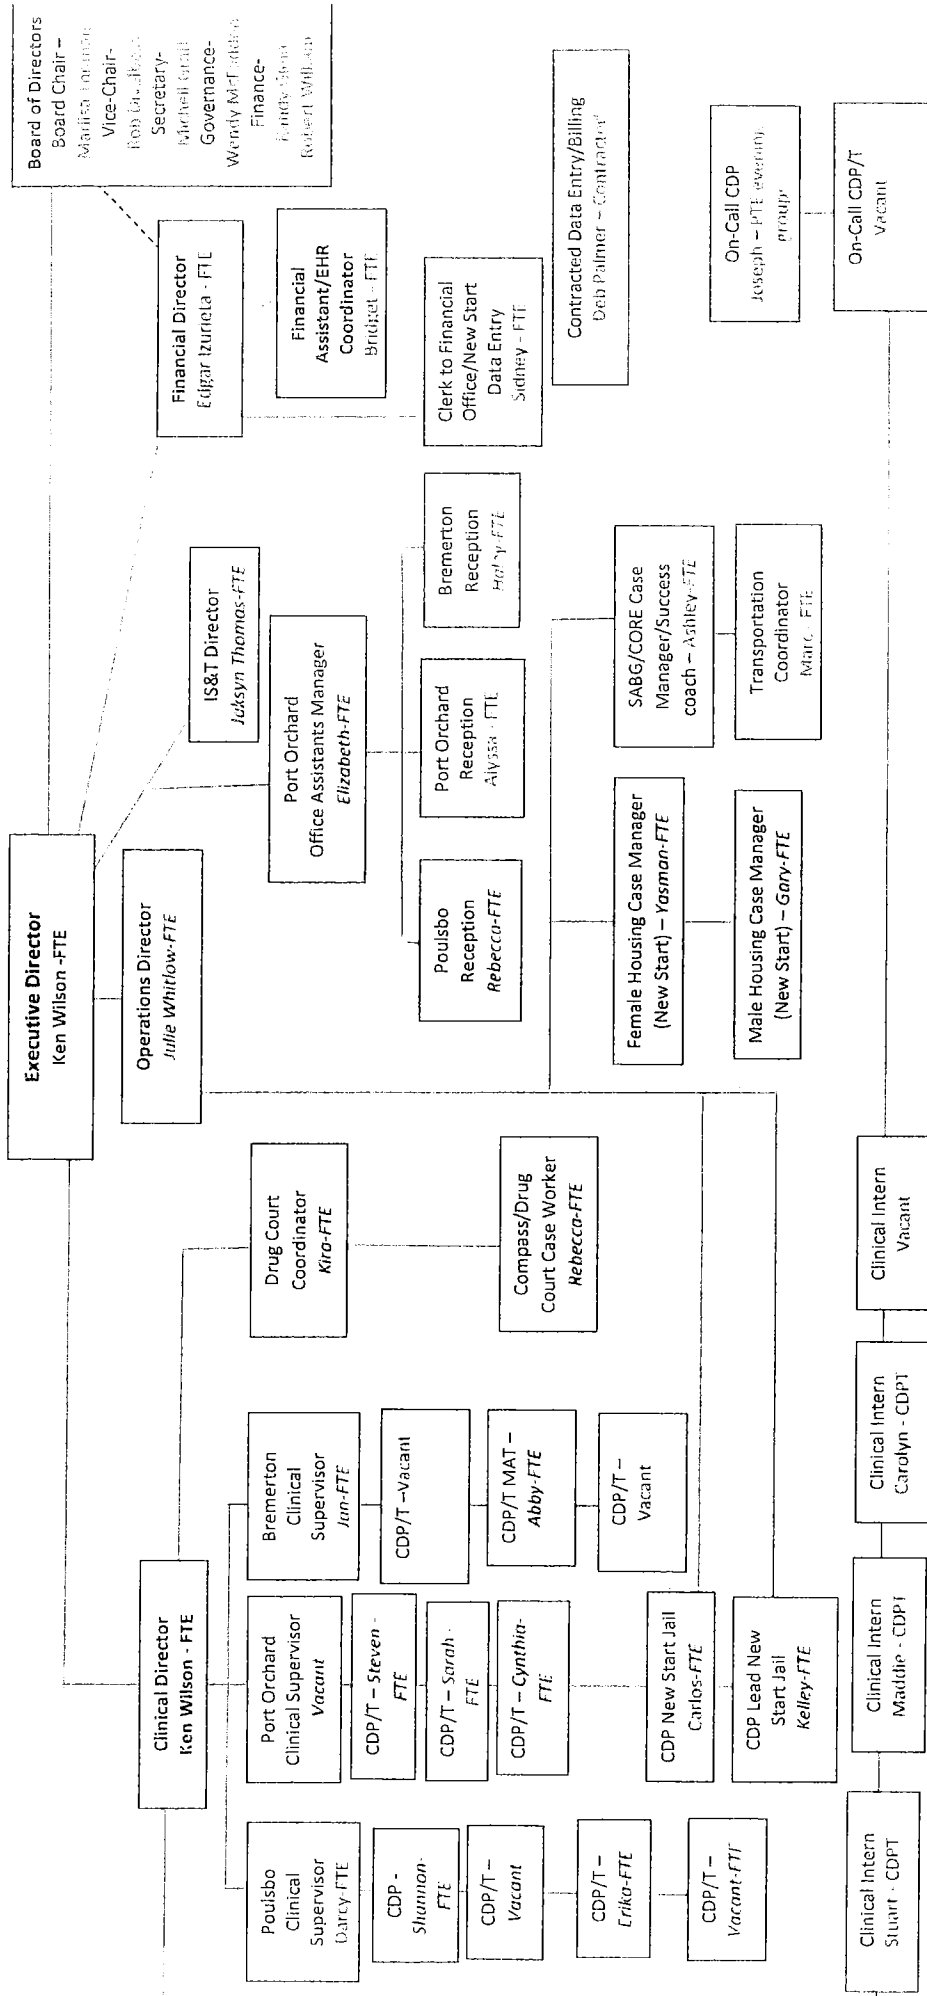 Executive Director
Ken Wilson -FTE
Board of Directors
Board Chair –
Vice-Chair-
Secretary-
Governance-
Finance-
Operations Director
Julie Whitlow-FTE
Clinical Director
Ken Wilson - FTE
IS&T Director
Jaksyn Thomas-FTE
Financial Director
Edgar Izurieta - FTE
Financial
Assistant/EHR
Coordinator
Bridget - FTE
Port Orchard
Office Assistants Manager
Elizabeth-FTE
Clerk to Financial
Office/New Start
Data Entry
Sidney - FTE
Contracted Data Entry/Billing
Deb Palmer – Contracted
Poulsbo
Reception
Rebecca-FTE
Port Orchard
Reception
Alyssa - FTE
Bremerton
Reception
Drug Court
Coordinator
Kira-FTE
Compass/Drug
Court Case Worker
Rebecca-FTE
Poulsbo
Clinical
Supervisor
Darcy-FTE
CDP -
Shannon-
FTE
CDP/T –
Vacant
CDP/T –
Erika-FTE
CDP/T –
Vacant-FTE
Port Orchard
Clinical Supervisor
Vacant
CDP/T – Steven -
FTE
CDP/T – Sarah -
FTE
CDP/T – Cynthia-
FTE
CDP New Start Jail
Carlos-FTE
CDP Lead New
Start Jail
Kelley-FTE
Bremerton
Clinical
Supervisor
Jan-FTE
CDP/T –Vacant
CDP/T MAT –
Abby-FTE
CDP/T –
Vacant
Female Housing Case Manager
(New Start) – Yasman-FTE
Male Housing Case Manager
(New Start) – Gary-FTE
SABG/CORE Case
Manager/Success
coach – Ashley-FTE
Transportation
Coordinator
Marc - FTE
On-Call CDP
Joseph – PTE evening
group
On-Call CDP/T
Vacant
Clinical Intern
Stuart - CDPT
Clinical Intern
Maddie - CDPT
Clinical Intern
Carolyn - CDPT
Clinical Intern
Vacant